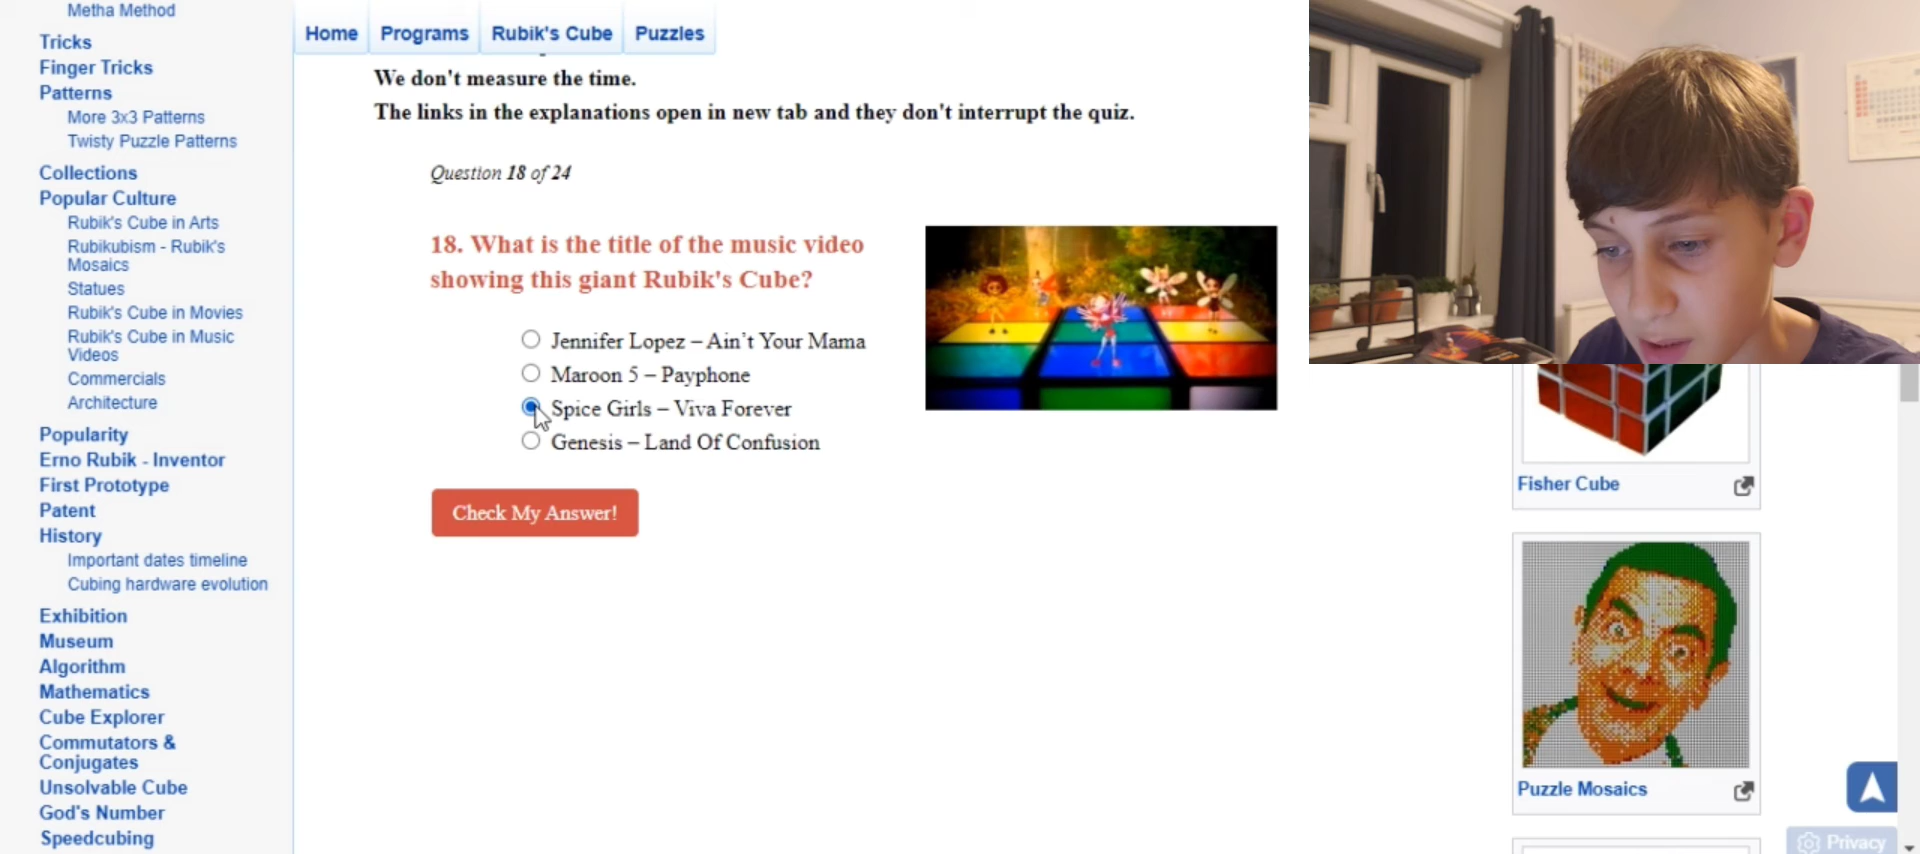 Metha Method
Tricks
Finger Tricks
Patterns
More 3x3 Patterns
Twisty Puzzle Patterns
Collections
Popular Culture
Rubik's Cube in Arts
Rubikubism - Rubik's
Mosaics
Statues
Rubik's Cube in Movies
Rubik's Cube in Music
Videos
Commercials
Architecture
Popularity
Erno Rubik - Inventor
First Prototype
Patent
History
Important dates timeline
Cubing hardware evolution
Exhibition
Museum
Algorithm
Mathematics
Cube Explorer
Commutators &
Conjugates
Unsolvable Cube
God's Number
Speedcubing
Home Programs Rubik's Cube Puzzles
We don't measure the time.
The links in the explanations open in new tab and they don't interrupt the quiz.
Question 18 of 24
18. What is the title of the music video
showing this giant Rubik's Cube?
Jennifer Lopez – Ain’t Your Mama
Maroon 5 – Payphone
Spice Girls – Viva Forever
Genesis – Land Of Confusion
Check My Answer!
Fisher Cube
Puzzle Mosaics
Privacy